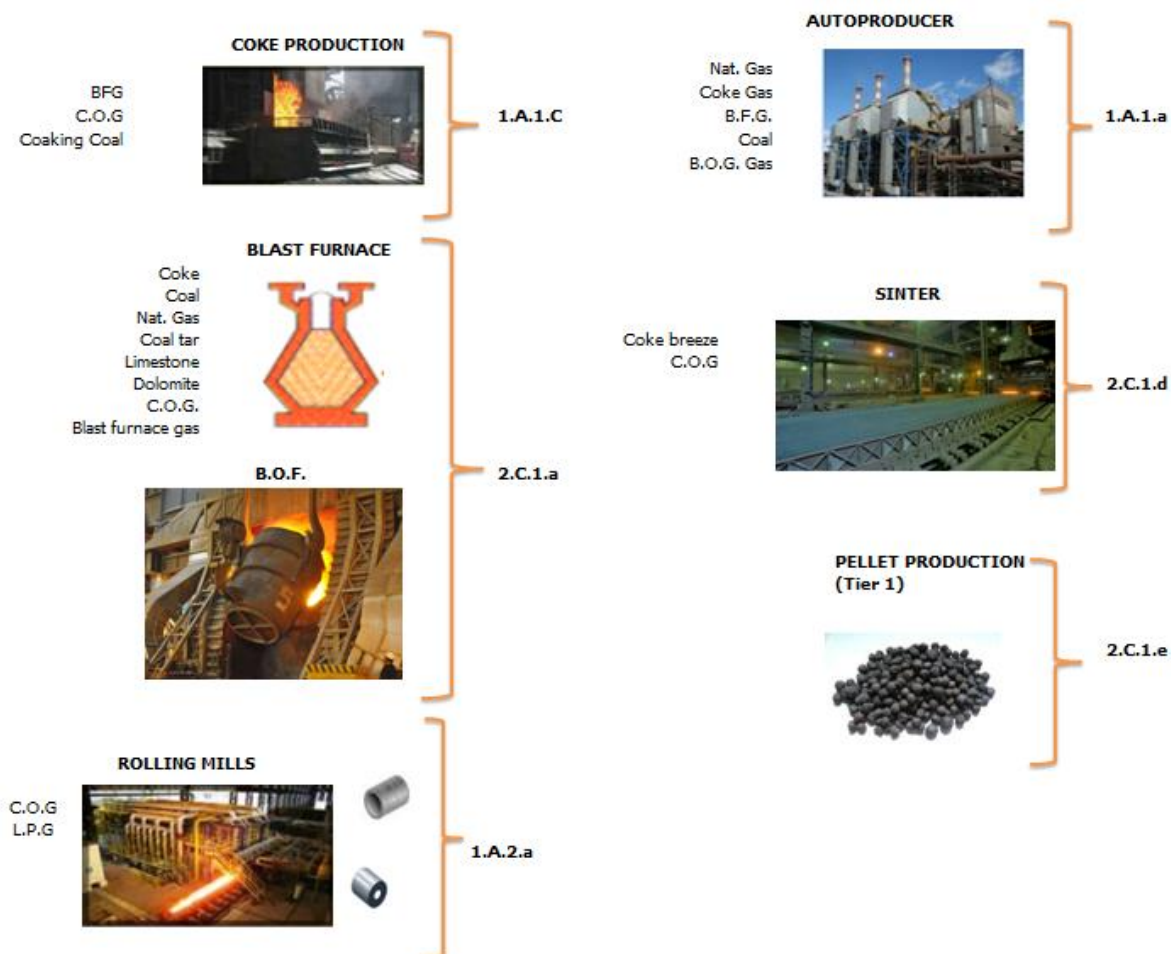 COKE PRODUCTION
BFG
C.O.G
Coaking Coal
1.A.1.C
BLAST FURNACE
Coke
Coal
Nat. Gas
Coal tar
Limestone
Dolomite
C.O.G.
Blast furnace gas
B.O.F.
2.C.1.a
ROLLING MILLS
C.O.G
L.P.G
1.A.2.a
AUTOPRODUCER
Nat. Gas
Coke Gas
B.F.G.
Coal
B.O.G. Gas
1.A.1.a
SINTER
Coke breeze
C.O.G
2.C.1.d
PELLET PRODUCTION
(Tier 1)
2.C.1.e